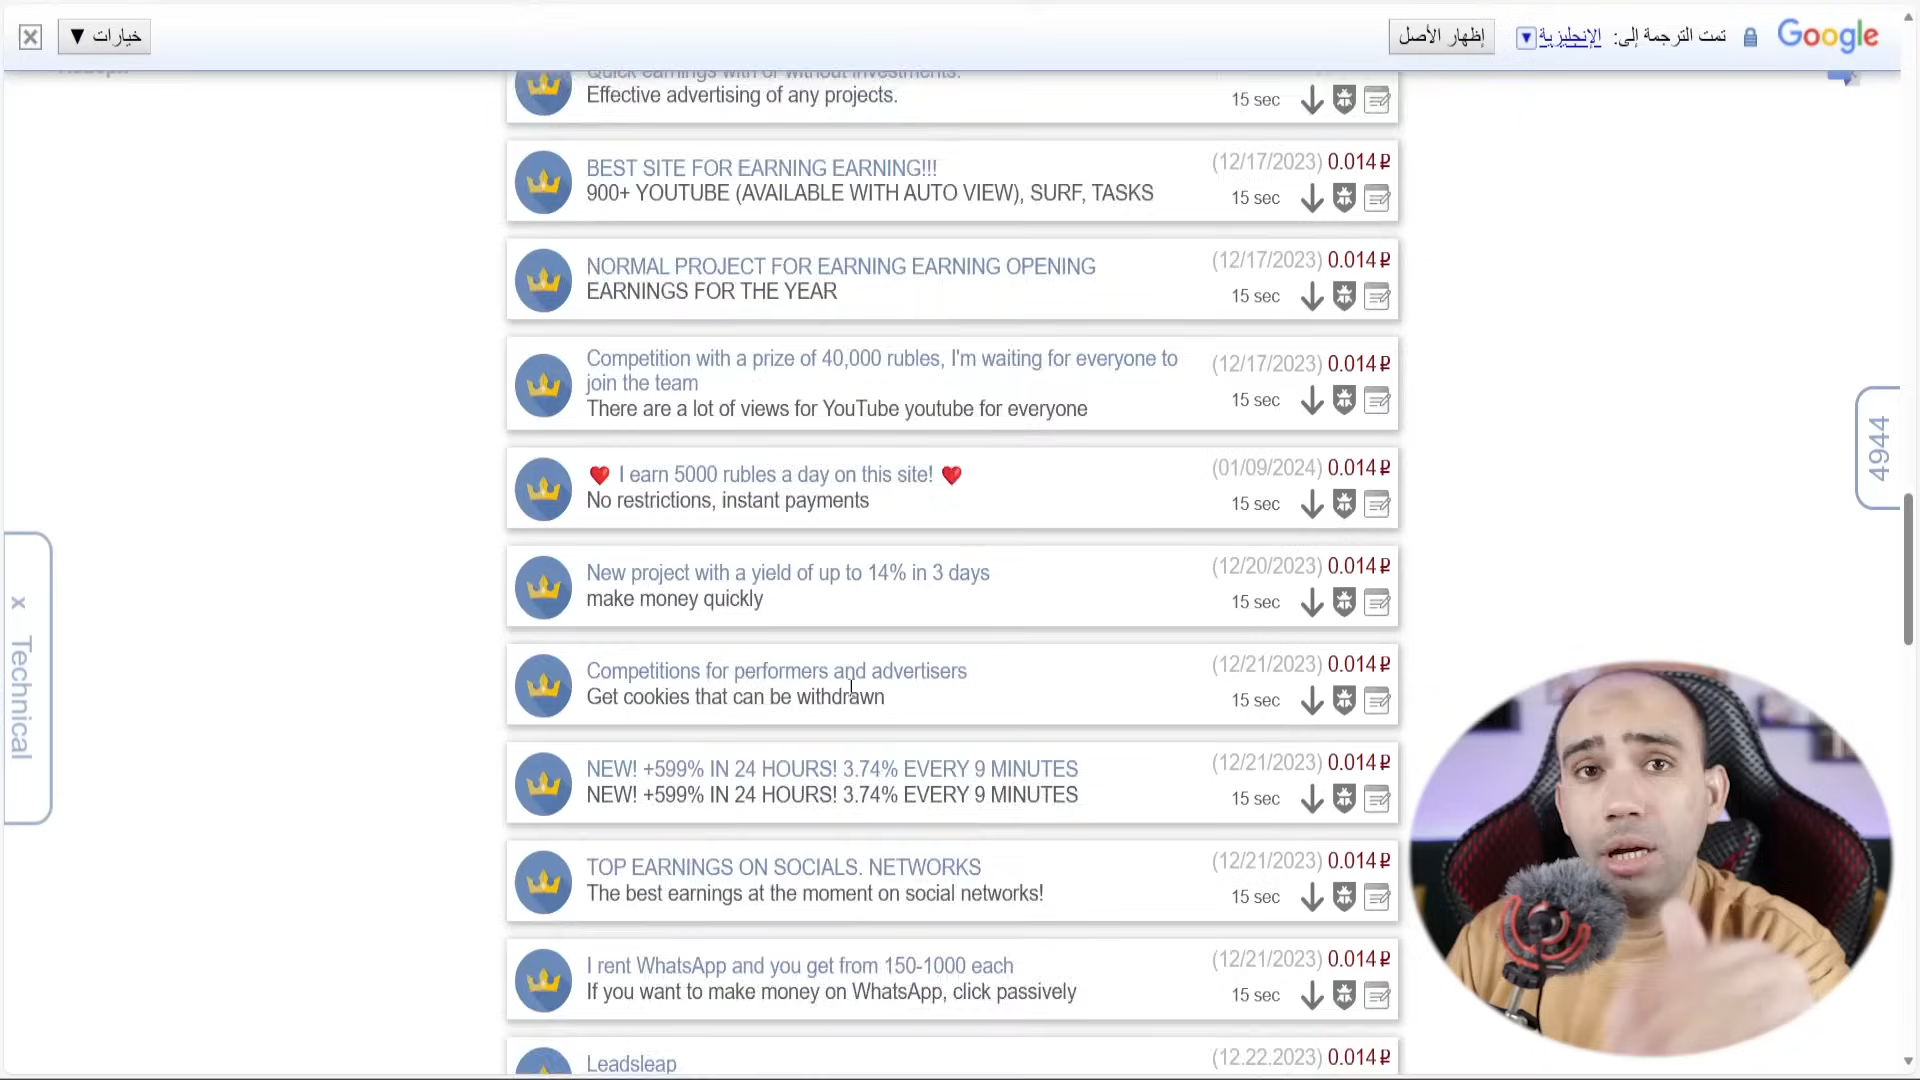 خيارات ▼
إظهار الأصل
تمت الترجمة إلى: الإنجليزية
Google
Quick earnings with or without investments.
Effective advertising of any projects.
15 sec
BEST SITE FOR EARNING EARNING!!!
900+ YOUTUBE (AVAILABLE WITH AUTO VIEW), SURF, TASKS
(12/17/2023) 0.014₽
15 sec
NORMAL PROJECT FOR EARNING EARNING OPENING
EARNINGS FOR THE YEAR
(12/17/2023) 0.014₽
15 sec
Competition with a prize of 40,000 rubles, I'm waiting for everyone to
join the team
There are a lot of views for YouTube youtube for everyone
(12/17/2023) 0.014₽
15 sec
❤ I earn 5000 rubles a day on this site! ❤
No restrictions, instant payments
(01/09/2024) 0.014₽
15 sec
New project with a yield of up to 14% in 3 days
make money quickly
(12/20/2023) 0.014₽
15 sec
Competitions for performers and advertisers
Get cookies that can be withdrawn
(12/21/2023) 0.014₽
15 sec
NEW! +599% IN 24 HOURS! 3.74% EVERY 9 MINUTES
NEW! +599% IN 24 HOURS! 3.74% EVERY 9 MINUTES
(12/21/2023) 0.014₽
15 sec
TOP EARNINGS ON SOCIALS. NETWORKS
The best earnings at the moment on social networks!
(12/21/2023) 0.014₽
15 sec
I rent WhatsApp and you get from 150-1000 each
If you want to make money on WhatsApp, click passively
(12/21/2023) 0.014₽
15 sec
Leadsleap
(12.22.2023) 0.014₽
x Technical
4944